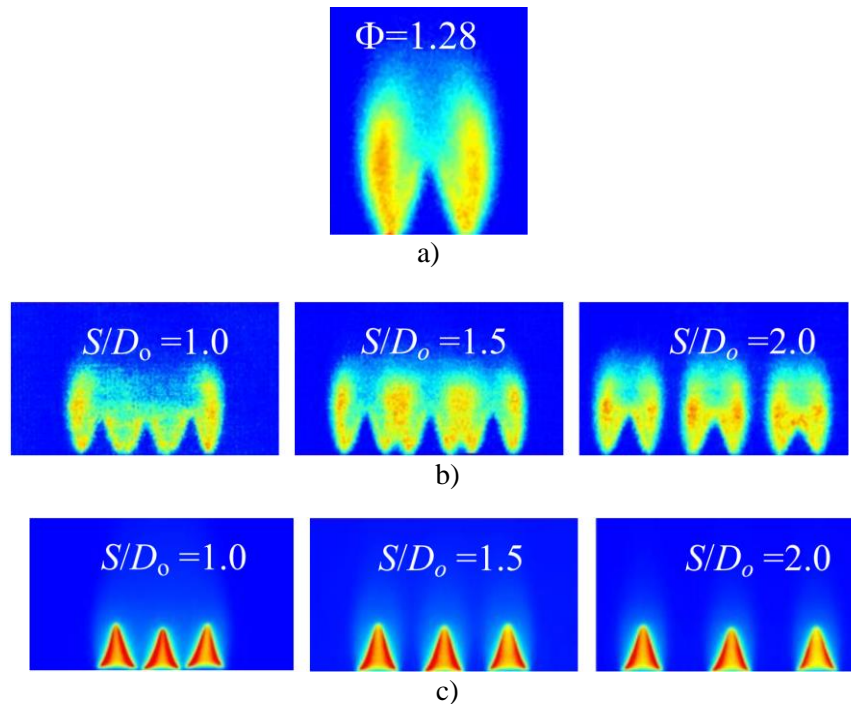 Φ=1.28
a)
S/Do =1.0 S/Do =1.5 S/Do =2.0
b)
S/Do =1.0 S/Do =1.5 S/Do =2.0
c)